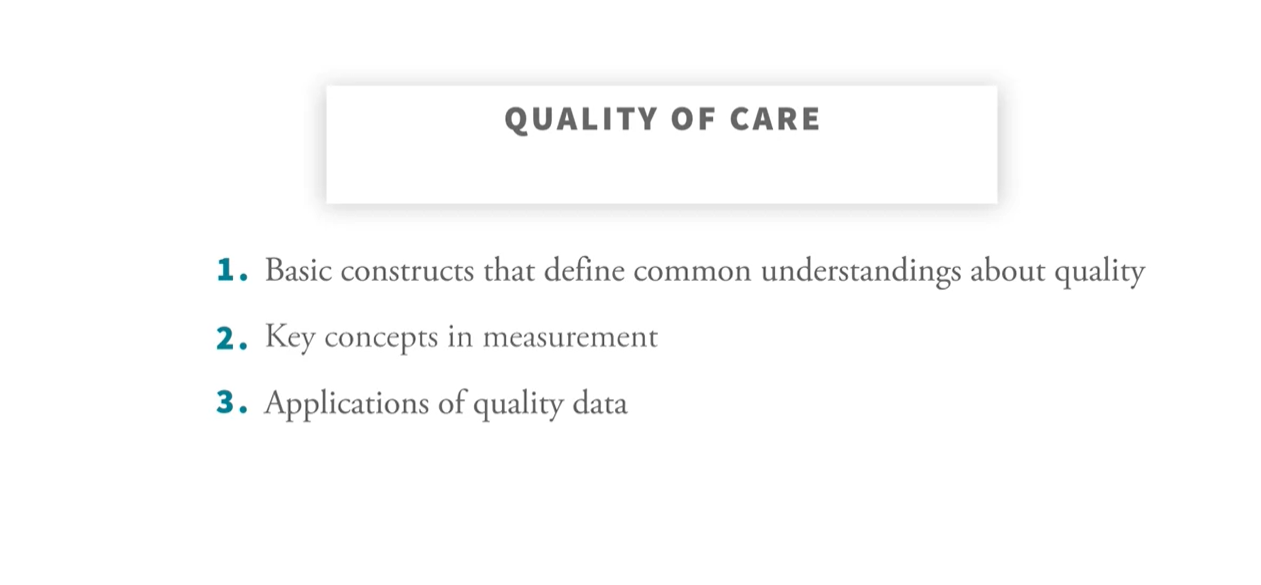 QUALITY OF CARE
1. Basic constructs that define common understandings about quality
2. Key concepts in measurement
3. Applications of quality data